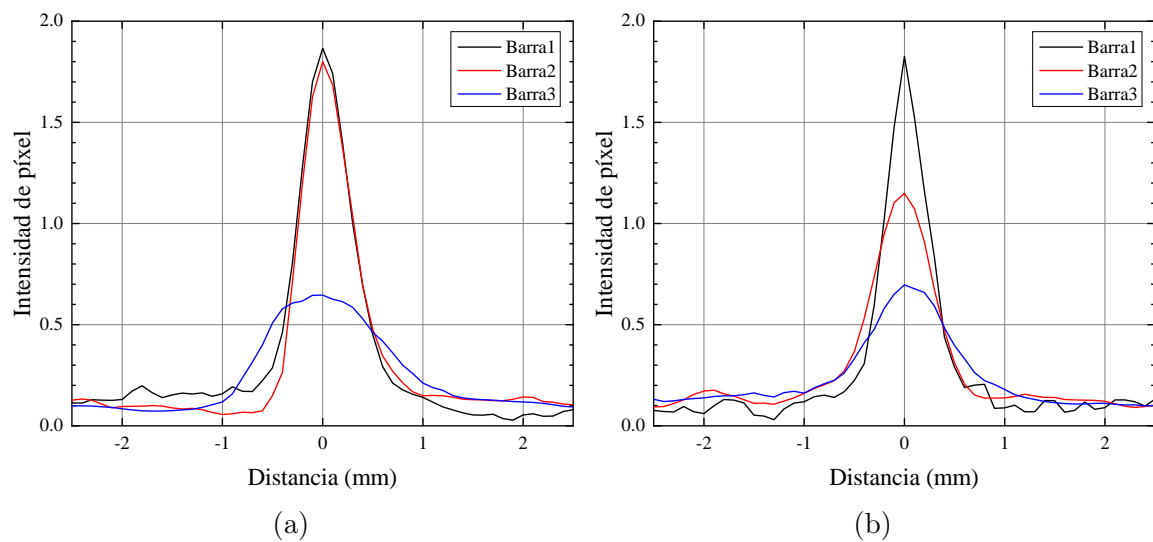 2.0
1.5
1.0
0.5
0.0
Intensidad de píxel
-2 -1 0 1 2
Distancia (mm)
Barra1
Barra2
Barra3
(a)
2.0
1.5
1.0
0.5
0.0
Intensidad de píxel
-2 -1 0 1 2
Distancia (mm)
Barra1
Barra2
Barra3
(b)